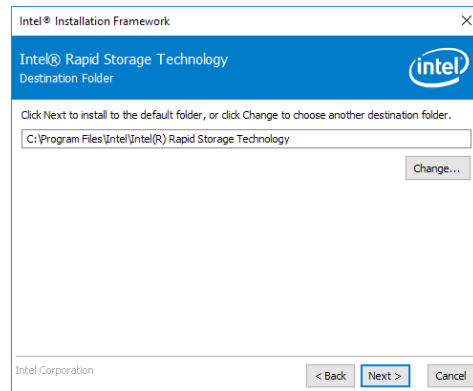 Intel® Installation Framework
Intel® Rapid Storage Technology
Destination Folder
intel
Click Next to install to the default folder, or click Change to choose another destination folder.
C:\Program Files\Intel\Intel(R) Rapid Storage Technology
Change...
Intel Corporation
< Back
Next >
Cancel